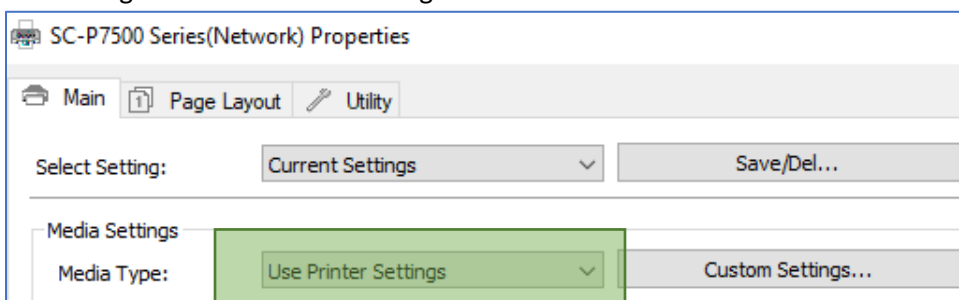 SC-P7500 Series(Network) Properties
Main Page Layout Utility
Select Setting: Current Settings Save/Del...
Media Settings
Media Type: Use Printer Settings Custom Settings...